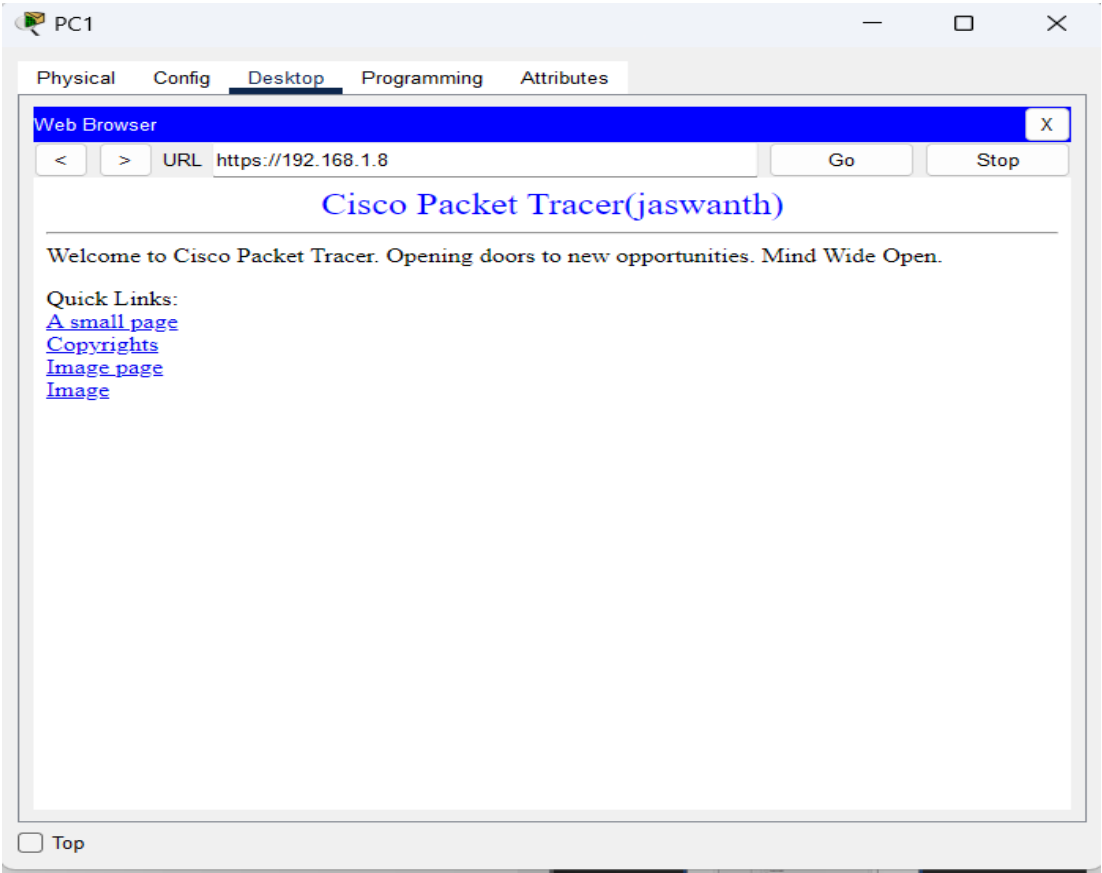 PC1
Physical Config Desktop Programming Attributes
Web Browser X
< > URL https://192.168.1.8 Go Stop
Cisco Packet Tracer(jaswanth)
Welcome to Cisco Packet Tracer. Opening doors to new opportunities. Mind Wide Open.
Quick Links:
A small page
Copyrights
Image page
Image
Top